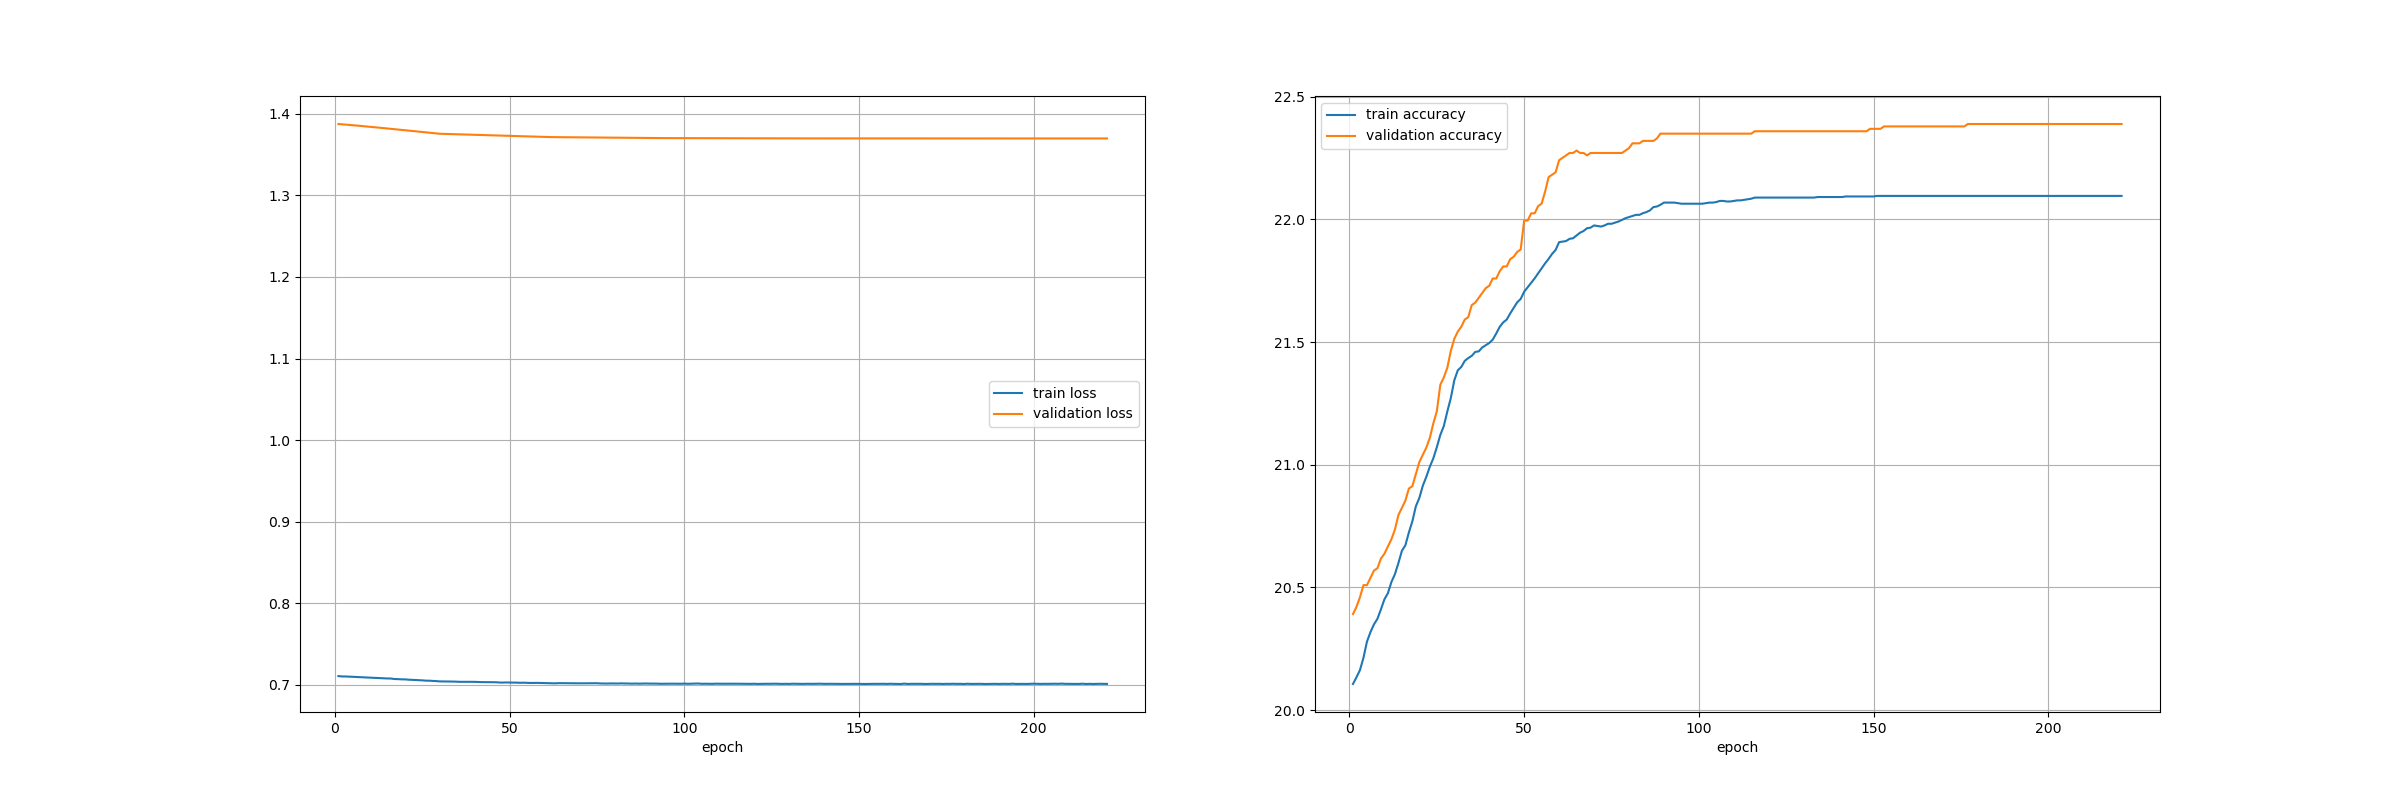 1.4
1.3
1.2
1.1
1.0
0.9
0.8
0.7
0 50 100 150 200
epoch
train loss
validation loss
22.5
22.0
21.5
21.0
20.5
20.0
0 50 100 150 200
epoch
train accuracy
validation accuracy